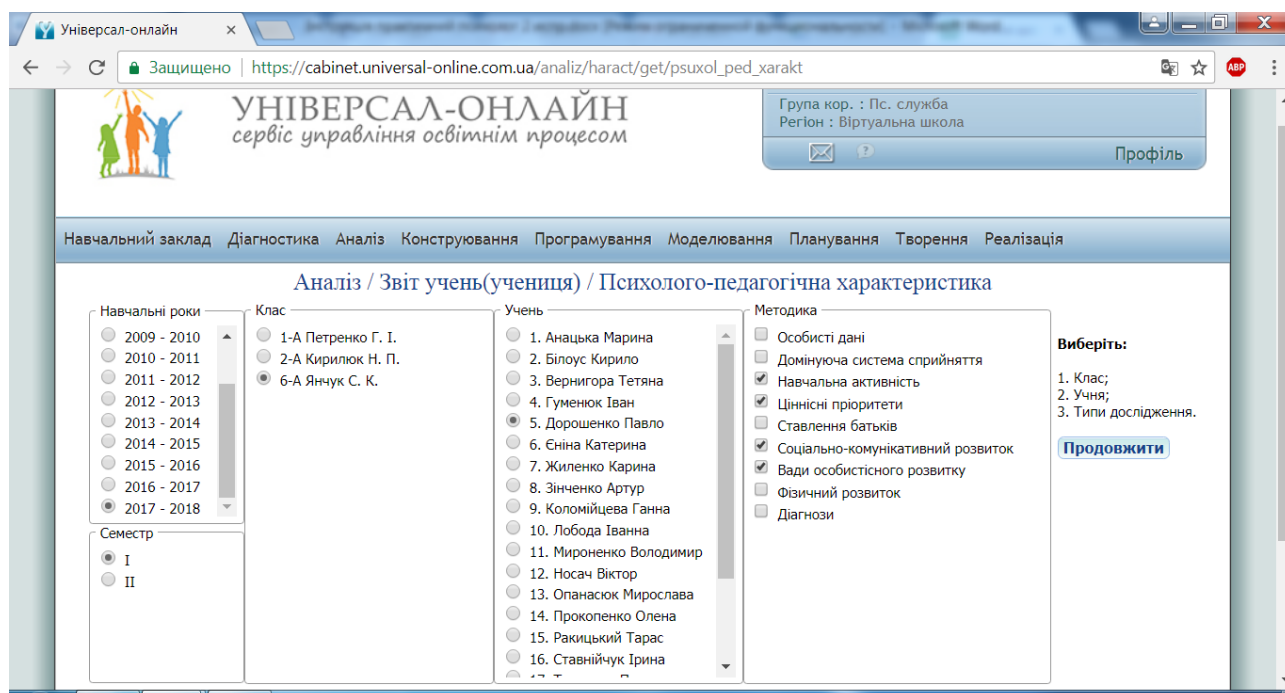 Універсал-онлайн
Защищено | https://cabinet.universal-online.com.ua/analiz/haract/get/psuxol_ped_xarakt
ABP
УНІВЕРСАЛ-ОНЛАЙН
сервіс управління освітнім процесом
Група кор. : Пс. служба
Регіон : Віртуальна школа
Профіль
Навчальний заклад Діагностика Аналіз Конструювання Програмування Моделювання Планування Творення Реалізація
Аналіз / Звіт учень(учениця) / Психолого-педагогічна характеристика
Навчальні роки
2009 - 2010
2010 - 2011
2011 - 2012
2012 - 2013
2013 - 2014
2014 - 2015
2015 - 2016
2016 - 2017
2017 - 2018
Семестр
I
II
Клас
1-А Петренко Г. І.
2-А Кирилюк Н. П.
6-А Янчук С. К.
Учень
1. Анацька Марина
2. Білоус Кирило
3. Вернигора Тетяна
4. Гуменюк Іван
5. Дорошенко Павло
6. Єніна Катерина
7. Жиленко Карина
8. Зінченко Артур
9. Коломійцева Ганна
10. Лобода Іванна
11. Мироненко Володимир
12. Носач Віктор
13. Опанасюк Мирослава
14. Прокопенко Олена
15. Ракицький Тарас
16. Ставнійчук Ірина
Методика
Особисті дані
Домінуюча система сприйняття
Навчальна активність
Ціннісні пріоритети
Ставлення батьків
Соціально-комунікативний розвиток
Вади особистісного розвитку
Фізичний розвиток
Діагнози
Виберіть:
1. Клас;
2. Учня;
3. Типи дослідження.
Продовжити